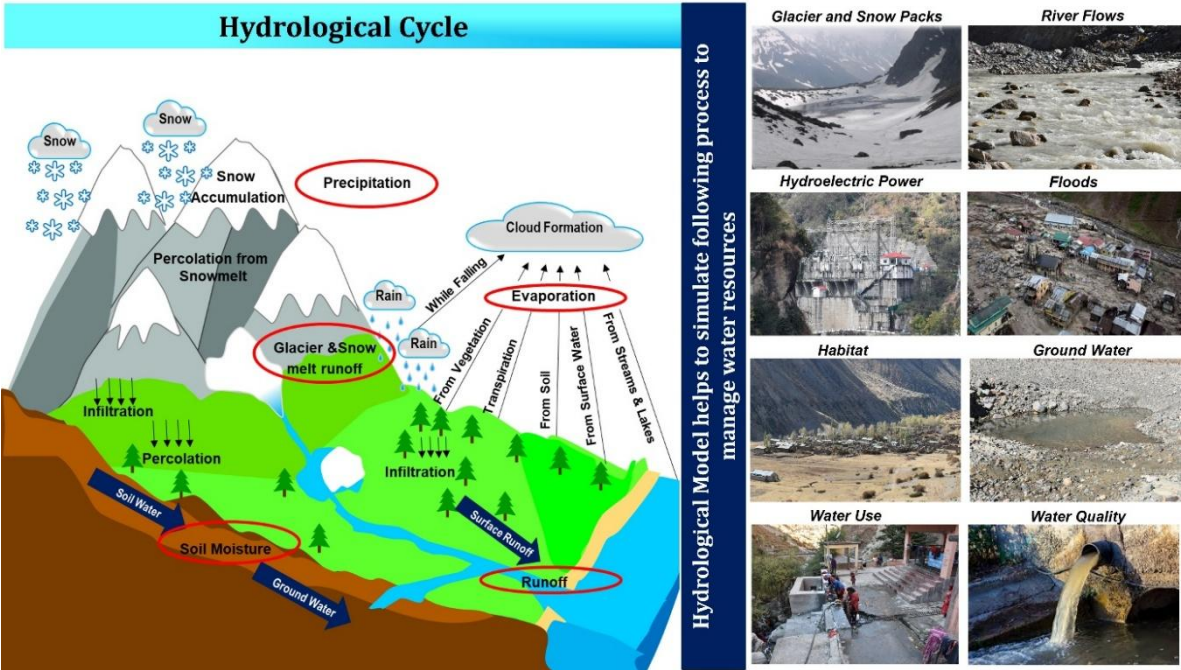 Hydrological Cycle
Snow
Snow
Snow
Accumulation
Precipitation
Percolation from
Snowmelt
Cloud Formation
While Falling
Rain
Rain
Evaporation
Glacier &Snow
melt runoff
From Vegetation
Transpiration
From Soil
From Surface Water
From Streams & Lakes
Infiltration
Percolation
Infiltration
Soil Water
Surface Runoff
Soil Moisture
Runoff
Ground Water
Hydrological Model helps to simulate following process to
manage water resources
Glacier and Snow Packs
River Flows
Hydroelectric Power
Floods
Habitat
Ground Water
Water Use
Water Quality